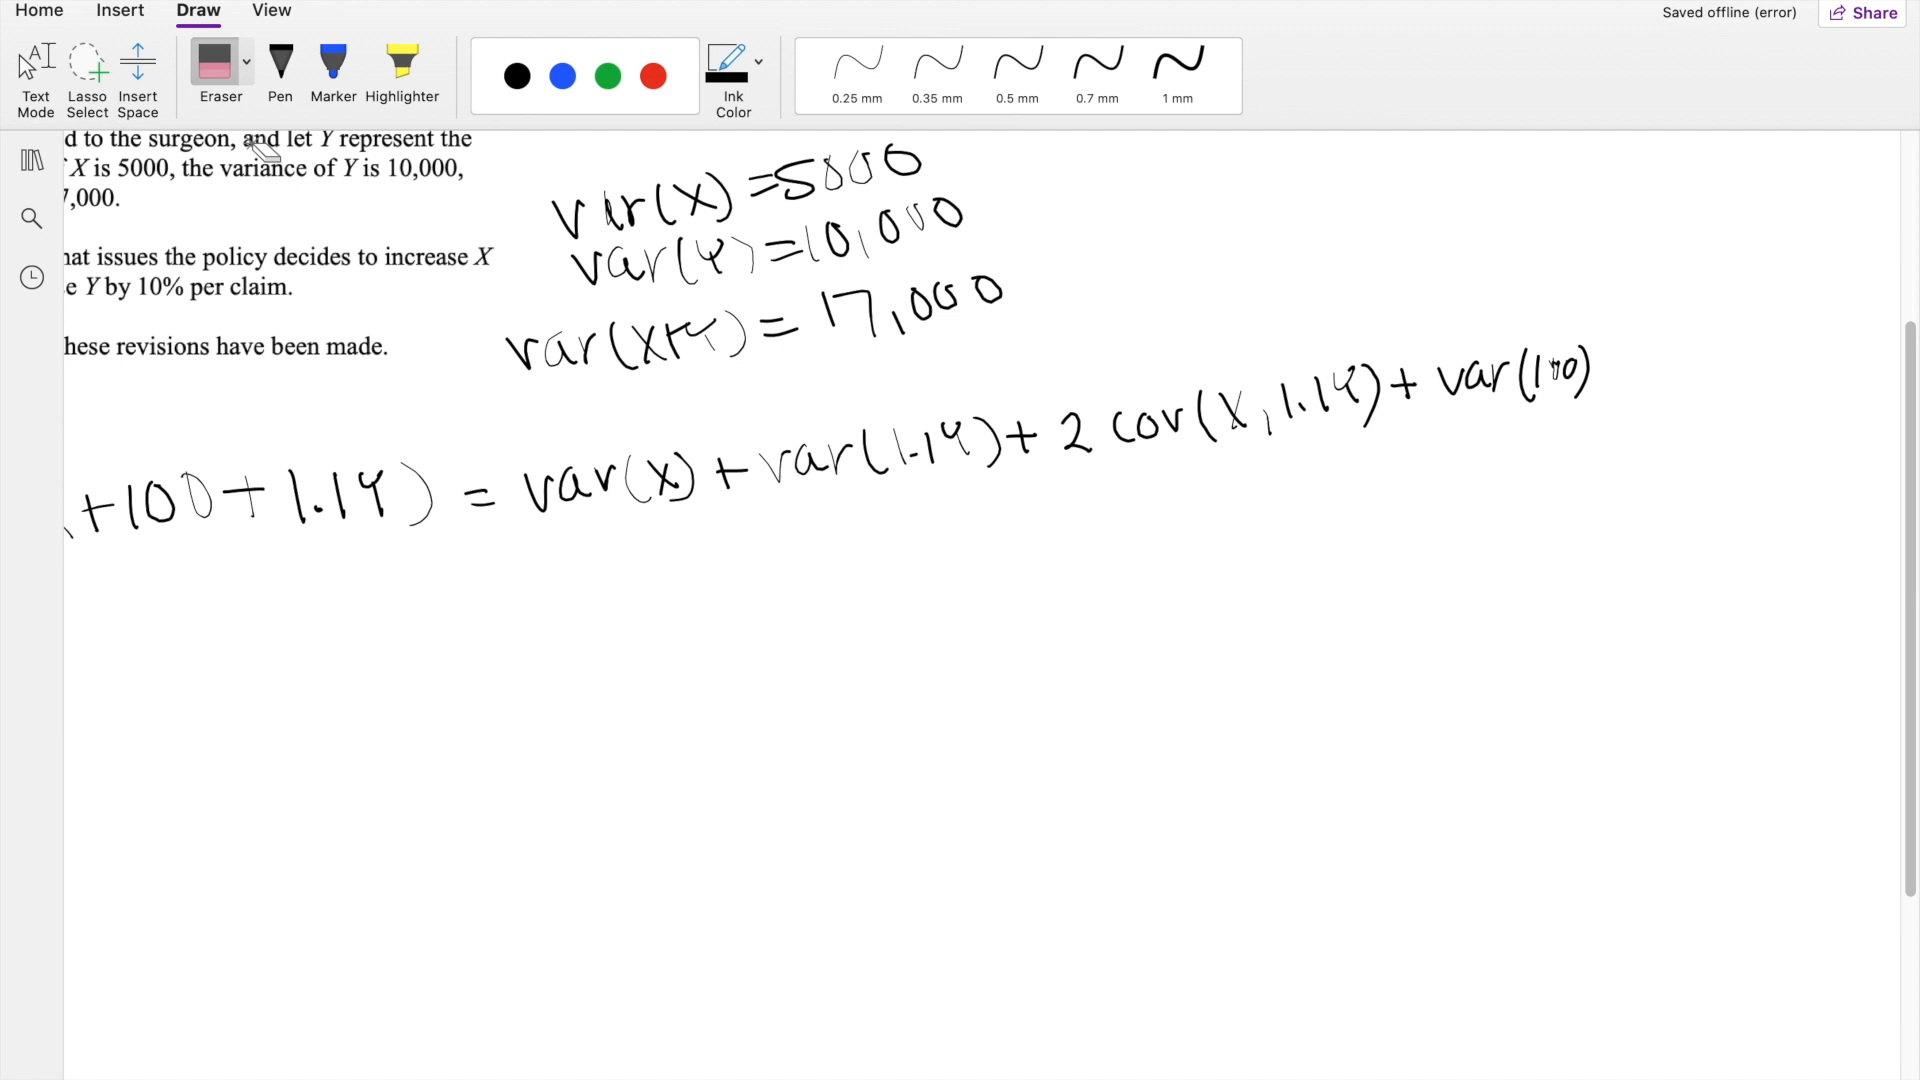 Home Insert Draw View
Saved offline (error) Share
Text Mode
Lasso Select
Insert Space
Eraser
Pen
Marker
Highlighter
Ink Color
0.25 mm 0.35 mm 0.5 mm 0.7 mm 1 mm
d to the surgeon, and let Y represent the
X is 5000, the variance of Y is 10,000,
7,000.
hat issues the policy decides to increase X
e Y by 10% per claim.
hese revisions have been made.
var(X) = 5000
var(Y) = 10,000
var(X+Y) = 17,000
+100 + 1.1Y) = var(X) + var(1.1Y) + 2 cov(X, 1.1Y) + var(100)